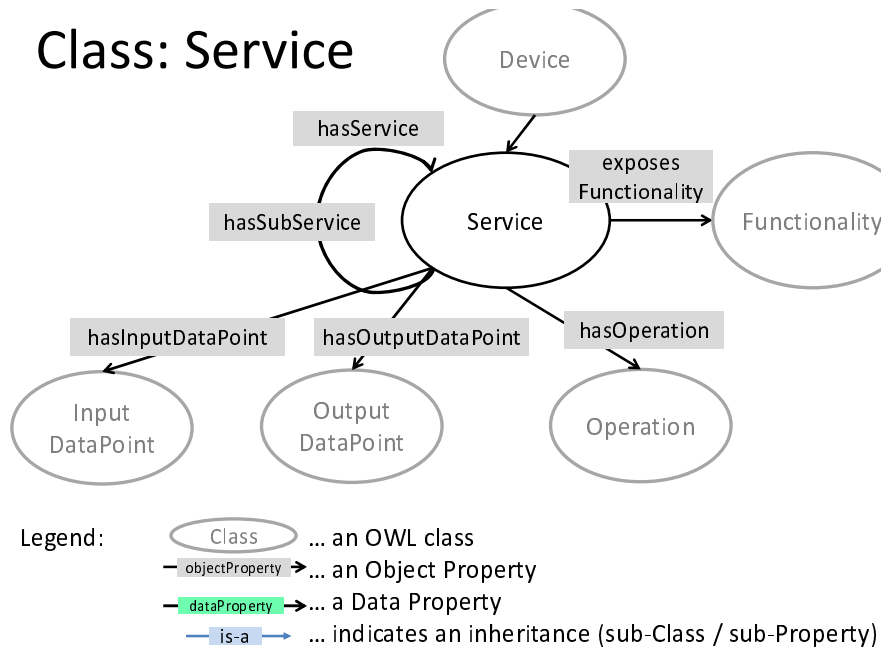 Class: Service
Device
hasService
exposes
Functionality
hasSubService
Service
Functionality
hasInputDataPoint
hasOutputDataPoint
hasOperation
Input
DataPoint
Output
DataPoint
Operation
Legend:
Class
... an OWL class
objectProperty
... an Object Property
dataProperty
... a Data Property
is-a
... indicates an inheritance (sub-Class / sub-Property)